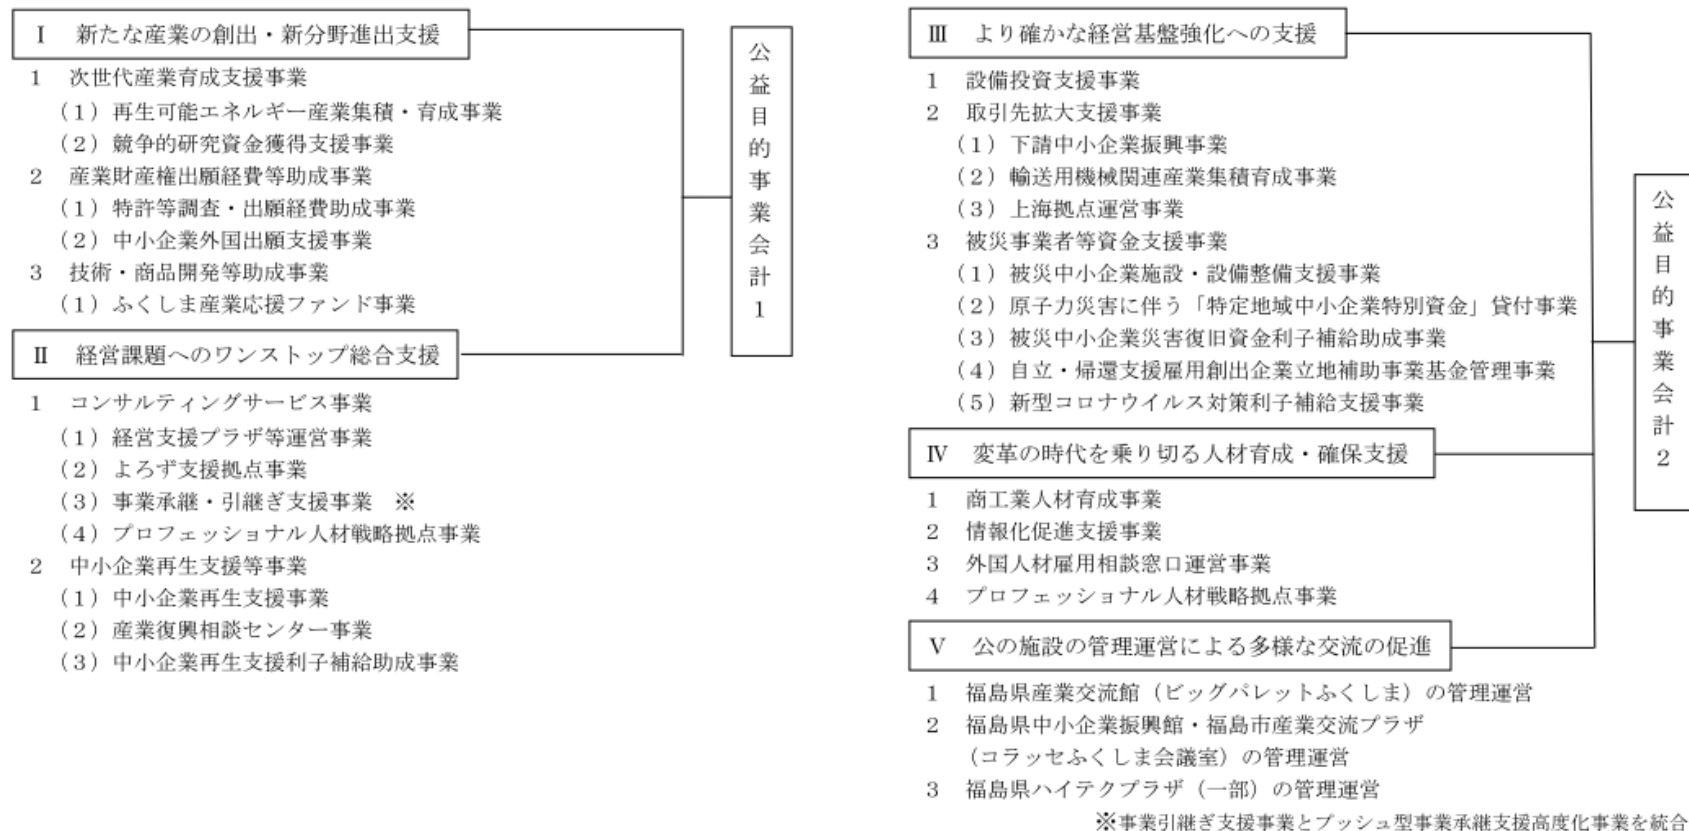 Ⅰ　新たな産業の創出・新分野進出支援
1　次世代産業育成支援事業
（1）再生可能エネルギー産業集積・育成事業
（2）競争的研究資金獲得支援事業
2　産業財産権出願経費等助成事業
（1）特許等調査・出願経費助成事業
（2）中小企業外国出願支援事業
3　技術・商品開発等助成事業
（1）ふくしま産業応援ファンド事業
Ⅱ　経営課題へのワンストップ総合支援
1　コンサルティングサービス事業
（1）経営支援プラザ等運営事業
（2）よろず支援拠点事業
（3）事業承継・引継ぎ支援事業　※
（4）プロフェッショナル人材戦略拠点事業
2　中小企業再生支援等事業
（1）中小企業再生支援事業
（2）産業復興相談センター事業
（3）中小企業再生支援利子補給助成事業
公益目的事業会計1
Ⅲ　より確かな経営基盤強化への支援
1　設備投資支援事業
2　取引先拡大支援事業
（1）下請中小企業振興事業
（2）輸送用機械関連産業集積育成事業
（3）上海拠点運営事業
3　被災事業者等資金支援事業
（1）被災中小企業施設・設備整備支援事業
（2）原子力災害に伴う「特定地域中小企業特別資金」貸付事業
（3）被災中小企業災害復旧資金利子補給助成事業
（4）自立・帰還支援雇用創出企業立地補助事業基金管理事業
（5）新型コロナウイルス対策利子補給支援事業
Ⅳ　変革の時代を乗り切る人材育成・確保支援
1　商工業人材育成事業
2　情報化促進支援事業
3　外国人材雇用相談窓口運営事業
4　プロフェッショナル人材戦略拠点事業
Ⅴ　公の施設の管理運営による多様な交流の促進
1　福島県産業交流館（ビッグパレットふくしま）の管理運営
2　福島県中小企業振興館・福島市産業交流プラザ
（コラッセふくしま会議室）の管理運営
3　福島県ハイテクプラザ（一部）の管理運営
公益目的事業会計2
※事業引継ぎ支援事業とプッシュ型事業承継支援高度化事業を統合